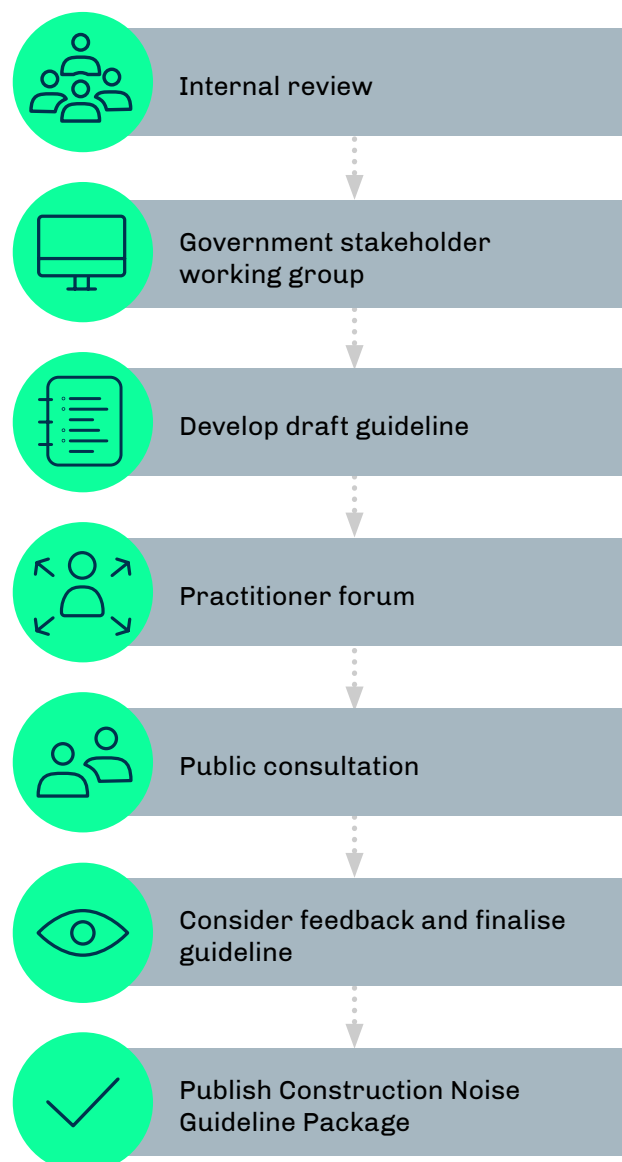 Internal review
Government stakeholder
working group
Develop draft guideline
Practitioner forum
Public consultation
Consider feedback and finalise
guideline
Publish Construction Noise
Guideline Package